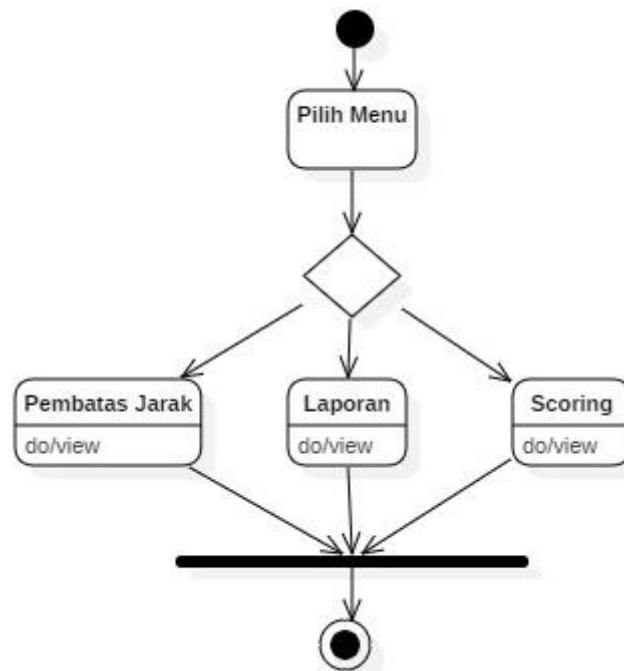 Pilih Menu
Pembatas Jarak
do/view
Laporan
do/view
Scoring
do/view